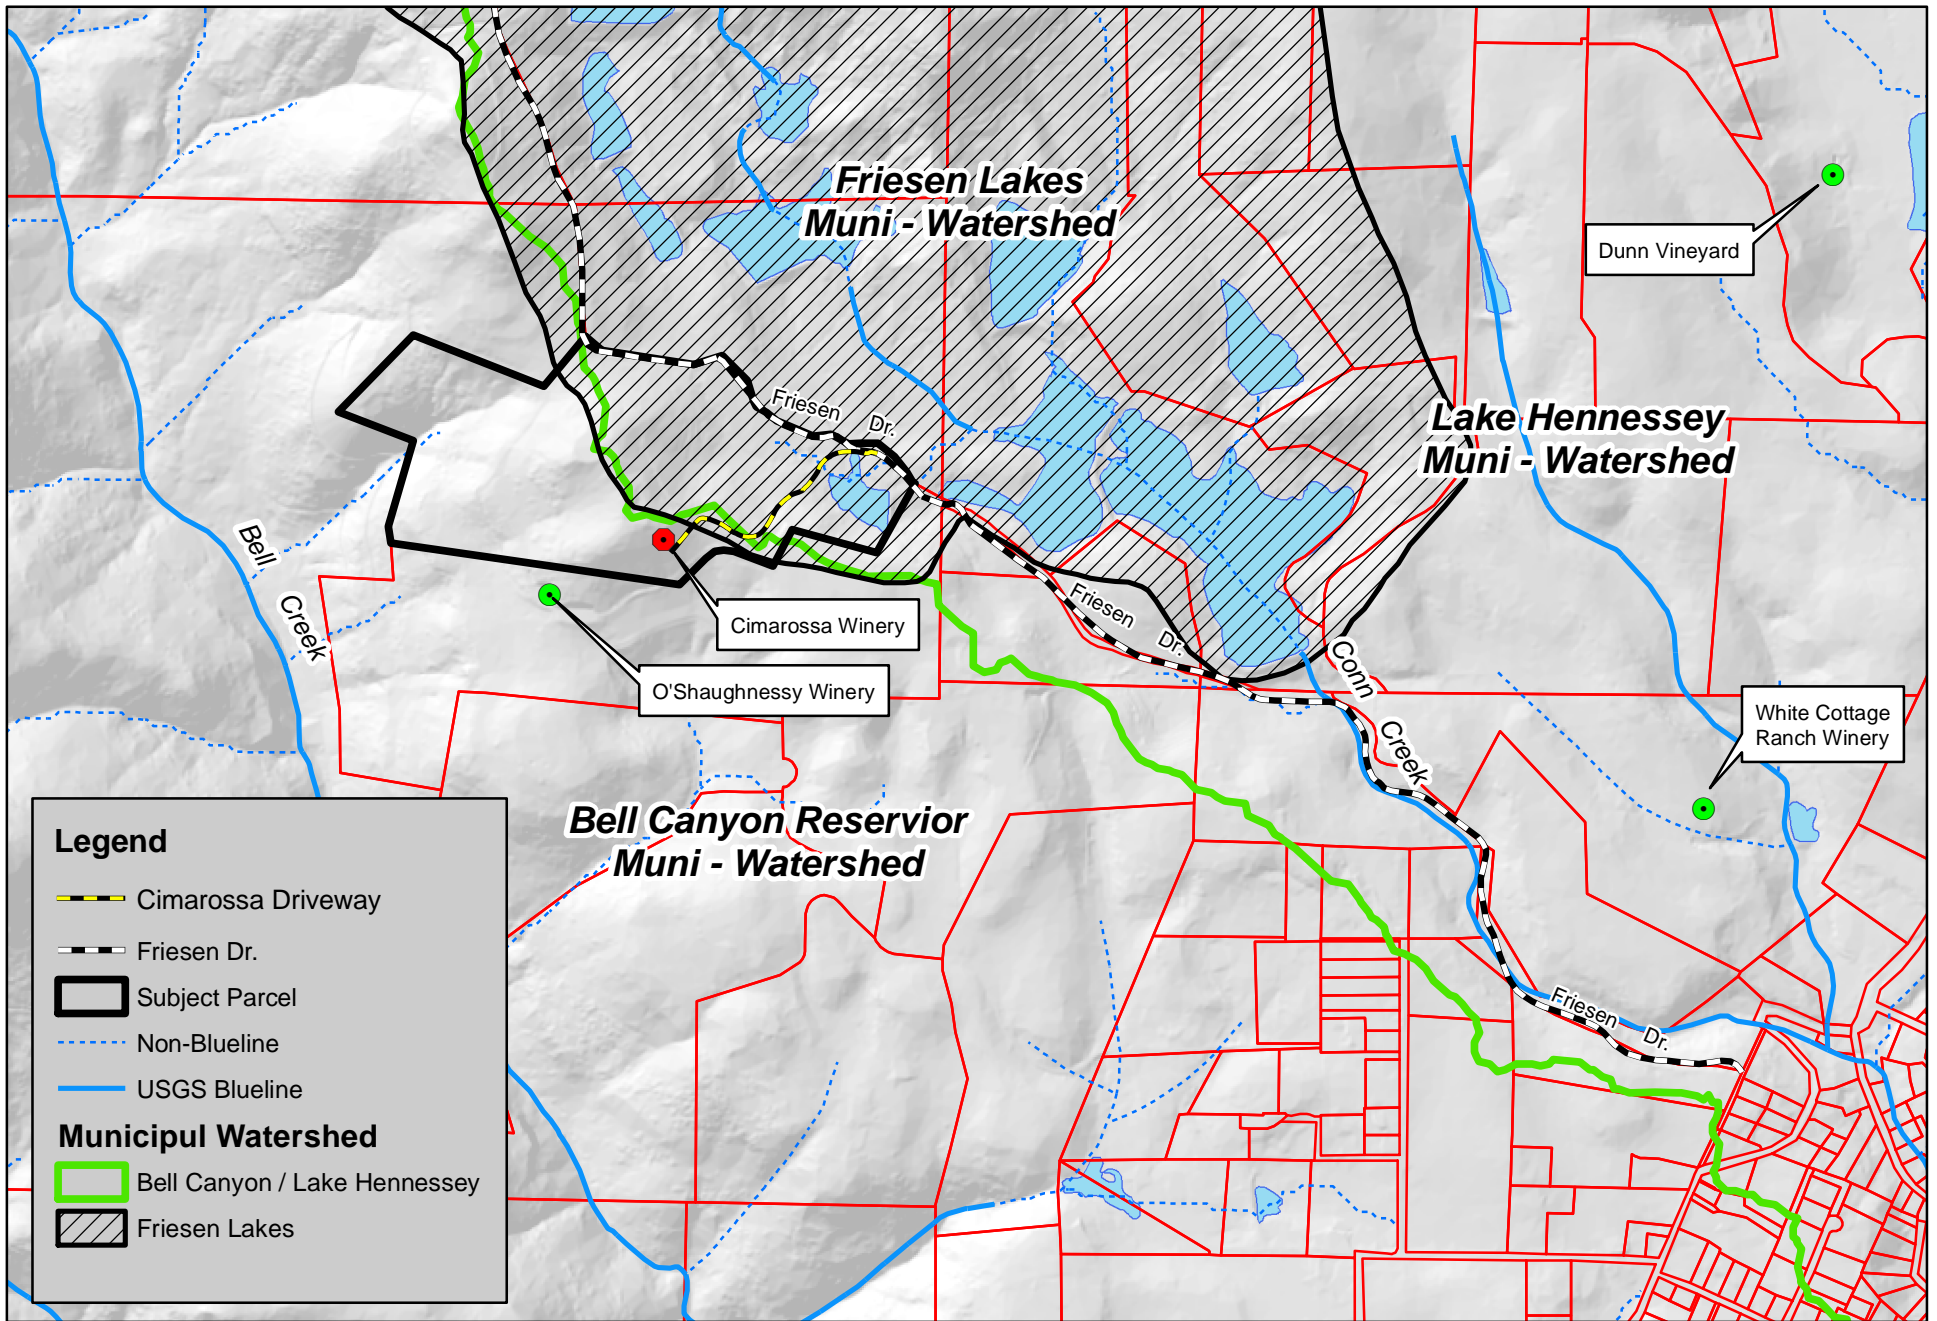 Friesen Lakes
Muni - Watershed
Dunn Vineyard
Friesen Dr.
Lake Hennessey
Muni - Watershed
Bell Creek
Cimarossa Winery
Friesen Dr.
O'Shaughnessy Winery
Conn Creek
White Cottage
Ranch Winery
Bell Canyon Reservior
Muni - Watershed
Friesen Dr.
Legend
Cimarossa Driveway
Friesen Dr.
Subject Parcel
Non-Blueline
USGS Blueline
Municipul Watershed
Bell Canyon / Lake Hennessey
Friesen Lakes